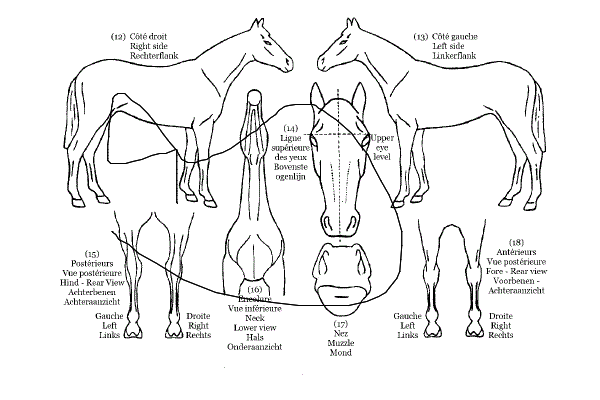 (12) Côté droit
Right side
Rechterflank
(13) Côté gauche
Left side
Linkerflank
(14)
Ligne
supérieure
des yeux
Bovenste
ogenlijn
Upper
eye
level
(15)
Postérieurs
Vue postérieure
Hind - Rear View
Achterbenen
Achteraanzicht
Gauche
Left
Links
Droite
Right
Rechts
(16)
Encolure
Vue inférieure
Neck
Lower view
Hals
Onderaanzicht
(17)
Nez
Muzzle
Mond
(18)
Antérieurs
Vue postérieure
Fore - Rear view
Voorbenen -
Achteraanzicht
Gauche
Left
Links
Droite
Right
Rechts